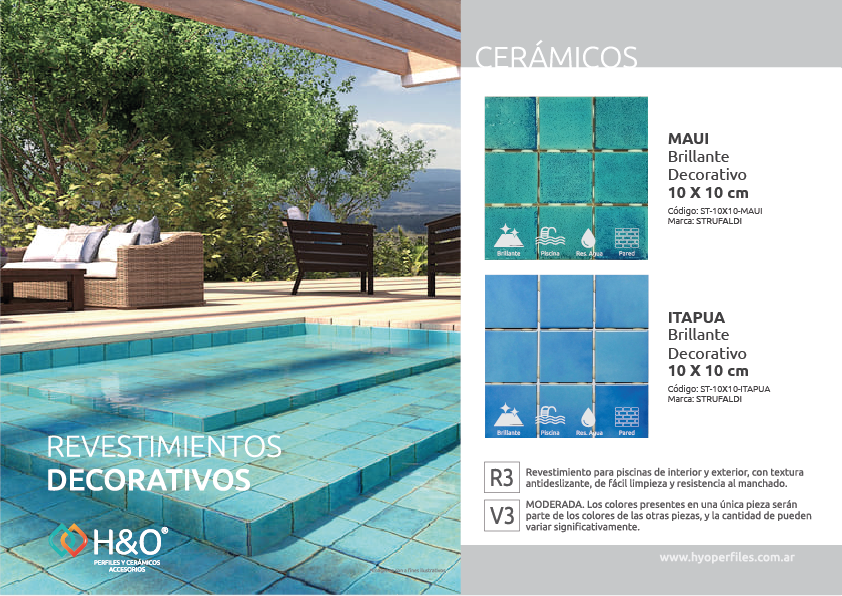 CERÁMICOS
MAUI
Brillante
Decorativo
10 X 10 cm
Código: ST-10X10-MAUI
Marca: STRUFALDI
Brillante
Piscina
Res. Agua
Pared
ITAPUA
Brillante
Decorativo
10 X 10 cm
Código: ST-10X10-ITAPUA
Marca: STRUFALDI
Brillante
Piscina
Res. Agua
Pared
REVESTIMIENTOS
DECORATIVOS
H&O®
PERFILES Y CERÁMICOS
ACCESORIOS
a fines ilustrativos
R3
Revestimiento para piscinas de interior y exterior, con textura
antideslizante, de fácil limpieza y resistencia al manchado.
V3
MODERADA. Los colores presentes en una única pieza serán
parte de los colores de las otras piezas, y la cantidad de pueden
variar significativamente.
www.hyoperfiles.com.ar